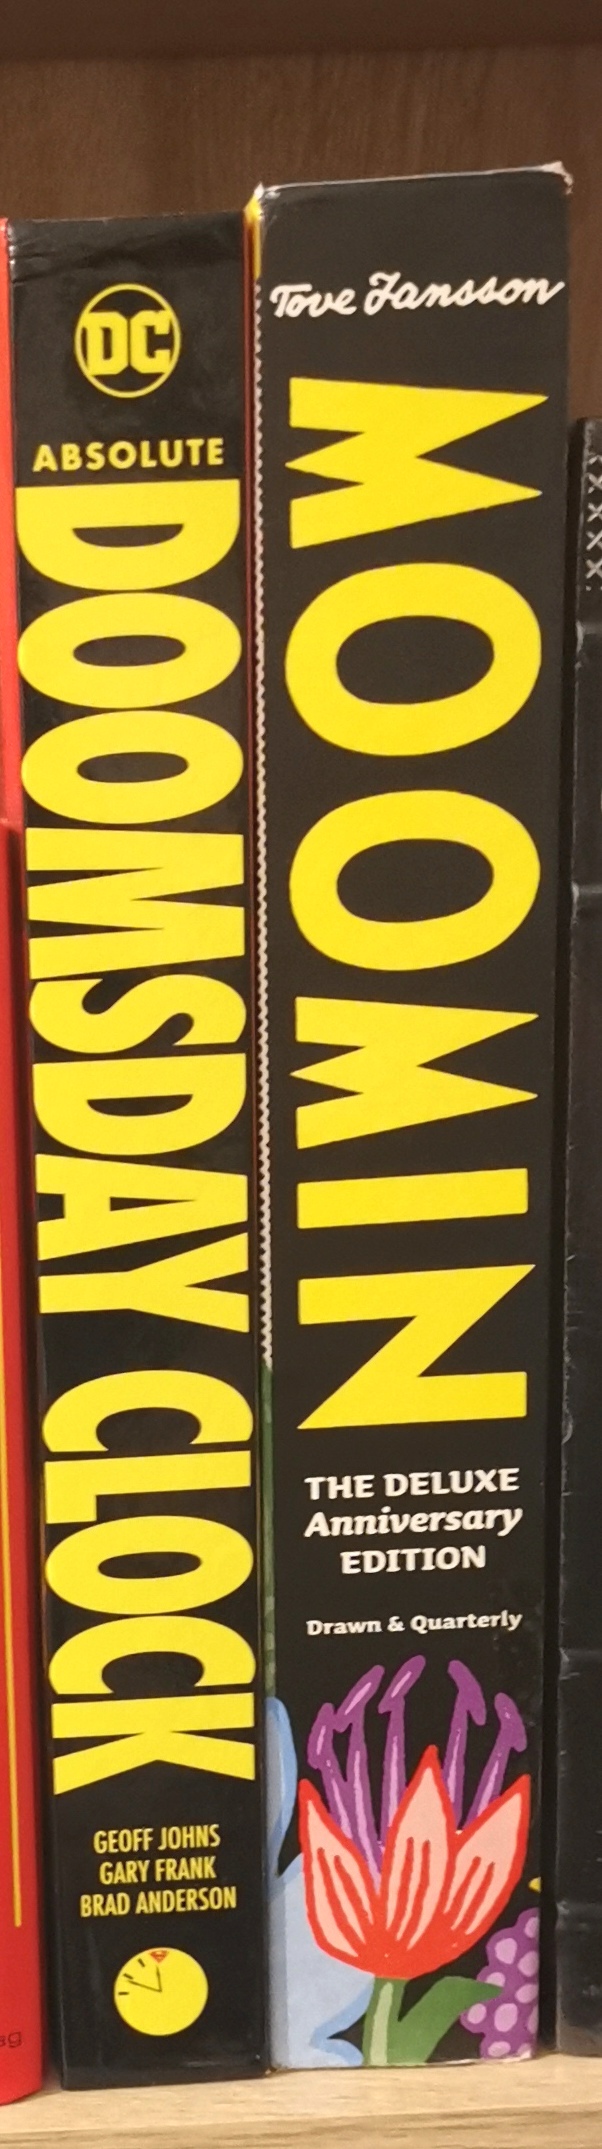 DC
ABSOLUTE
DOOMSDAY CLOCK
GEOFF JOHNS
GARY FRANK
BRAD ANDERSON
Tove Jansson
MOOMIN
THE DELUXE
Anniversary
EDITION
Drawn & Quarterly